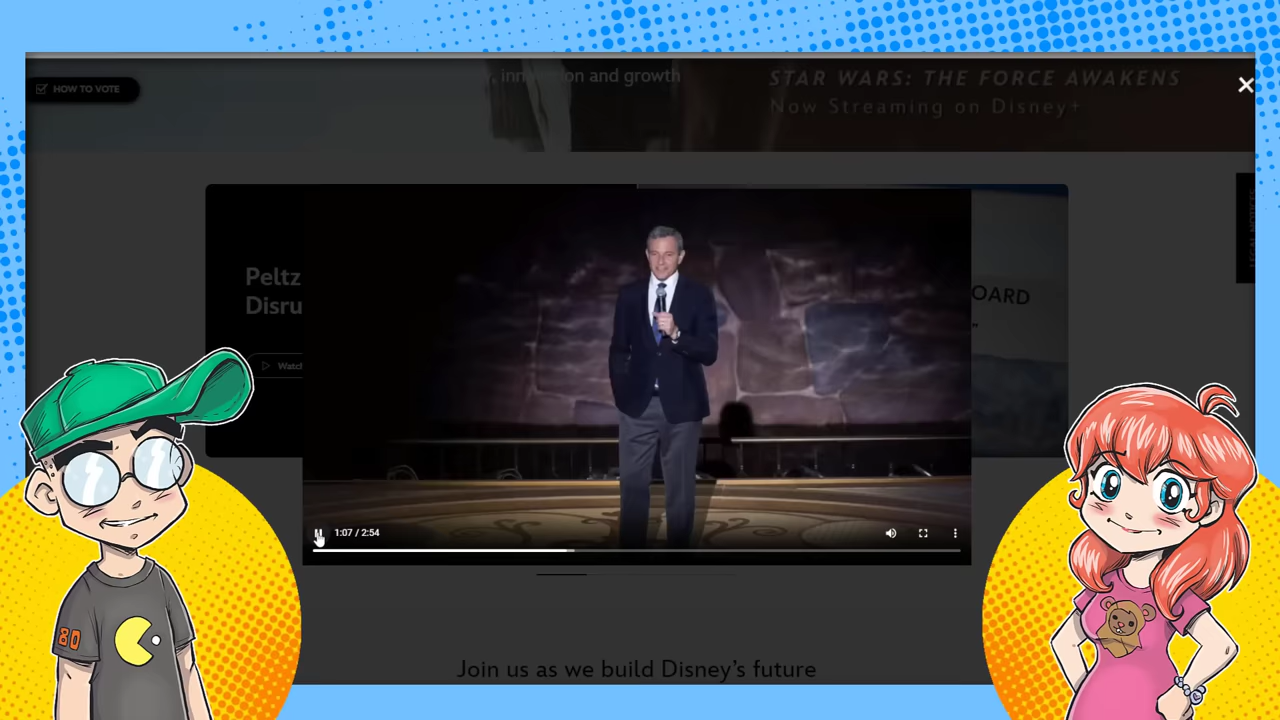 HOW TO VOTE
, innovation and growth
STAR WARS: THE FORCE AWAKENS
Now Streaming on Disney+
Peltz
Disru
Watch
OARD
"
1:07 / 2:54
80
Join us as we build Disney's future